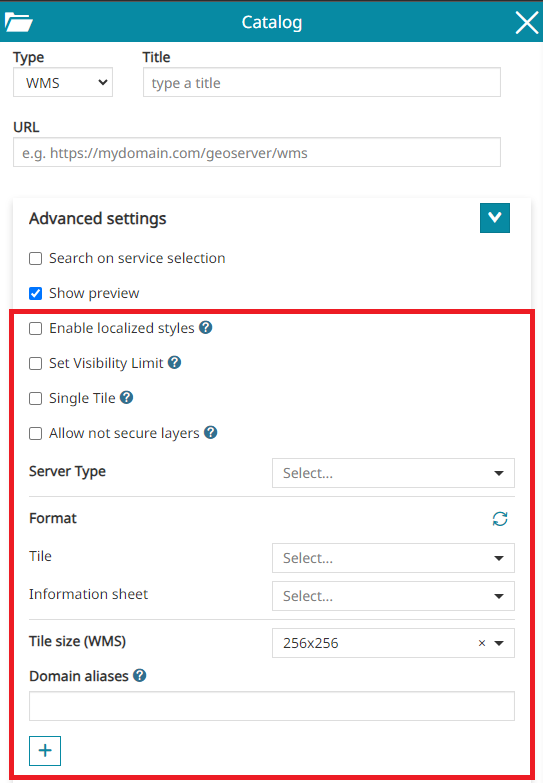 Catalog
Type Title
WMS type a title
URL
e.g. https://mydomain.com/geoserver/wms
Advanced settings
Search on service selection
Show preview
Enable localized styles ?
Set Visibility Limit ?
Single Tile ?
Allow not secure layers ?
Server Type Select...
Format
Tile Select...
Information sheet Select...
Tile size (WMS) 256x256 ×
Domain aliases ?
+